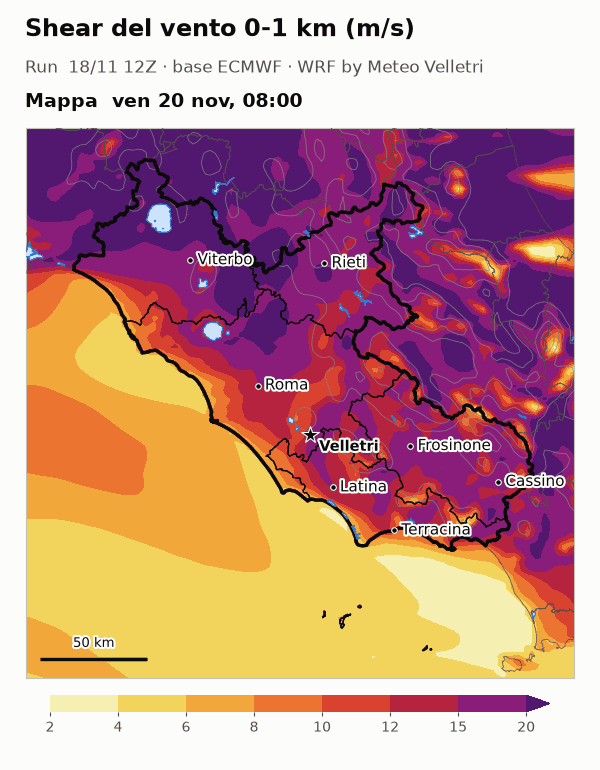 Shear del vento 0-1 km (m/s)
Run  18/11 12Z · base ECMWF · WRF by Meteo Velletri
Mappa  ven 20 nov, 08:00
Viterbo
Rieti
Roma
Velletri
Frosinone
Latina
Cassino
Terracina
50 km
2 4 6 8 10 12 15 20